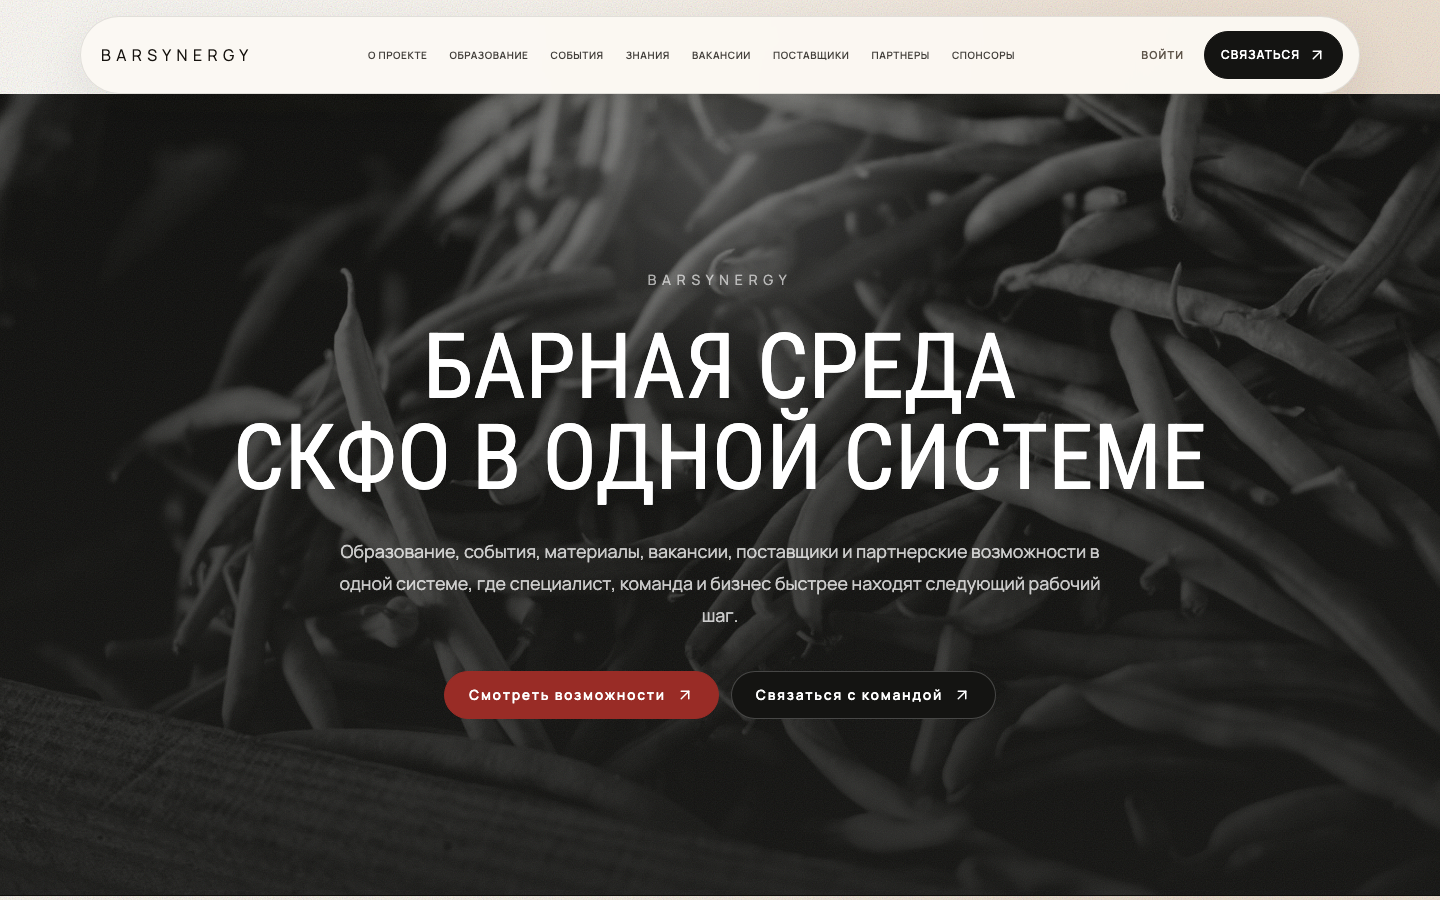 BARSYNERGY
О ПРОЕКТЕ ОБРАЗОВАНИЕ СОБЫТИЯ ЗНАНИЯ ВАКАНСИИ ПОСТАВЩИКИ ПАРТНЕРЫ СПОНСОРЫ
ВОЙТИ
СВЯЗАТЬСЯ
BARSYNERGY
БАРНАЯ СРЕДА
СКФО В ОДНОЙ СИСТЕМЕ
Образование, события, материалы, вакансии, поставщики и партнерские возможности в
одной системе, где специалист, команда и бизнес быстрее находят следующий рабочий
шаг.
Смотреть возможности
Связаться с командой